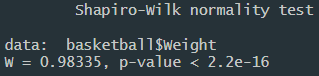 Shapiro-Wilk normality test
data:  basketball$Weight
W = 0.98335, p-value < 2.2e-16